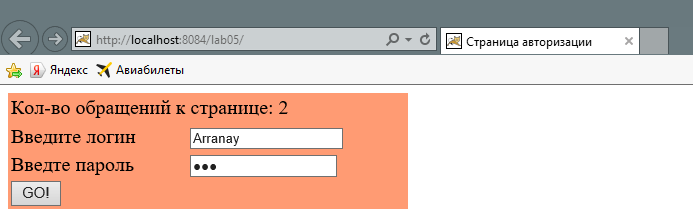 http://localhost:8084/lab05/
Страница авторизации
Яндекс Авиабилеты
Кол-во обращений к странице: 2
Введите логин Arranay
Введте пароль •••
GO!